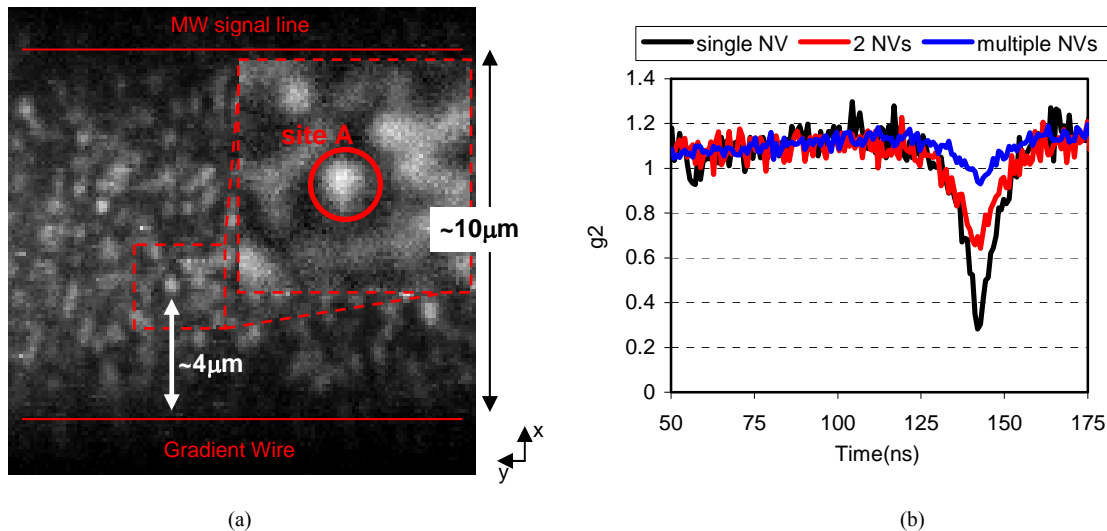 MW signal line
site A
~10μm
~4μm
Gradient Wire
x
y
(a)
single NV 2 NVs multiple NVs
1.4
1.2
1
0.8
0.6
0.4
0.2
0
g2
50 75 100 125 150 175
Time(ns)
(b)